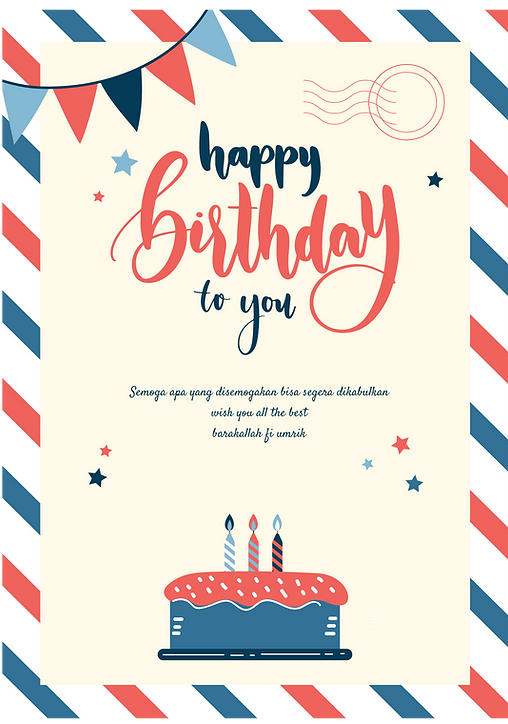 happy
birthday
to you
Semoga apa yang disemogakan bisa segera dikabulkan
wish you all the best
barakallah fi umrik